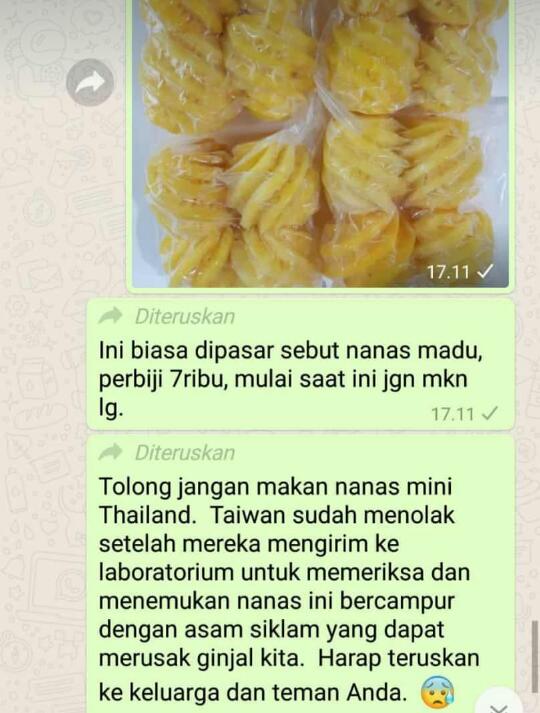 17.11
Diteruskan
Ini biasa dipasar sebut nanas madu,
perbiji 7ribu, mulai saat ini jgn mkn
lg.
17.11
Diteruskan
Tolong jangan makan nanas mini
Thailand. Taiwan sudah menolak
setelah mereka mengirim ke
laboratorium untuk memeriksa dan
menemukan nanas ini bercampur
dengan asam siklam yang dapat
merusak ginjal kita. Harap teruskan
ke keluarga dan teman Anda. 😰